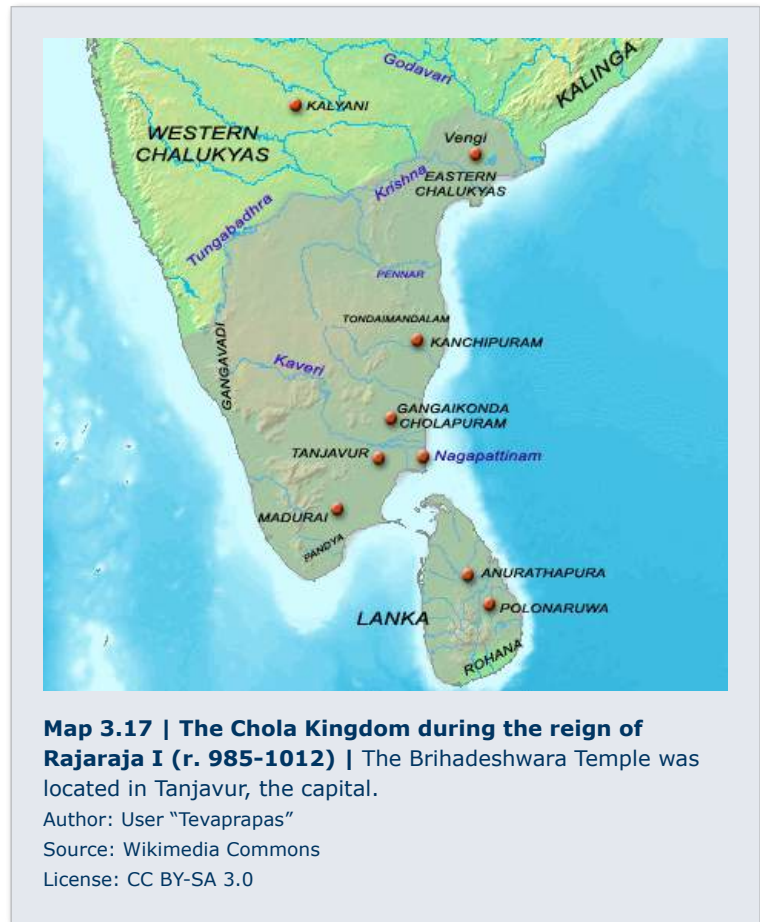 Godavari
KALINGA
KALYANI
WESTERN
CHALUKYAS
Vengi
EASTERN
CHALUKYAS
Krishna
Tungabadhra
PENNAR
TONDAIMANDALAM
KANCHIPURAM
GANGAVADI
Kaveri
GANGAIKONDA
CHOLAPURAM
TANJAVUR
Nagapattinam
MADURAI
PANDYA
ANURATHAPURA
POLONARUWA
LANKA
ROHANA
Map 3.17 | The Chola Kingdom during the reign of
Rajaraja I (r. 985-1012) | The Brihadeshwara Temple was
located in Tanjavur, the capital.
Author: User “Tevaprapas”
Source: Wikimedia Commons
License: CC BY-SA 3.0